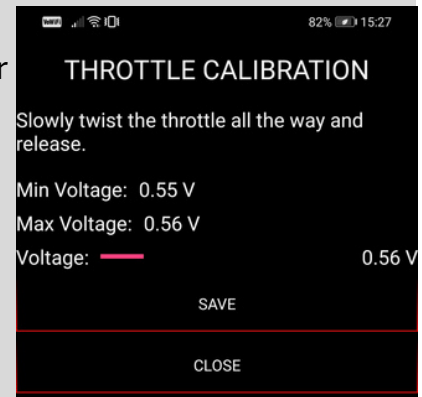 82% 15:27
r
THROTTLE CALIBRATION
Slowly twist the throttle all the way and
release.
Min Voltage: 0.55 V
Max Voltage: 0.56 V
Voltage: 0.56 V
SAVE
CLOSE